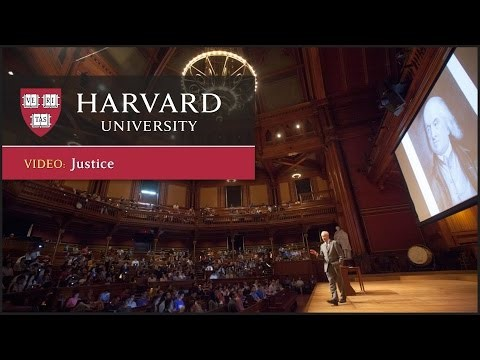 VE RI
TAS
HARVARD
UNIVERSITY
VIDEO: Justice